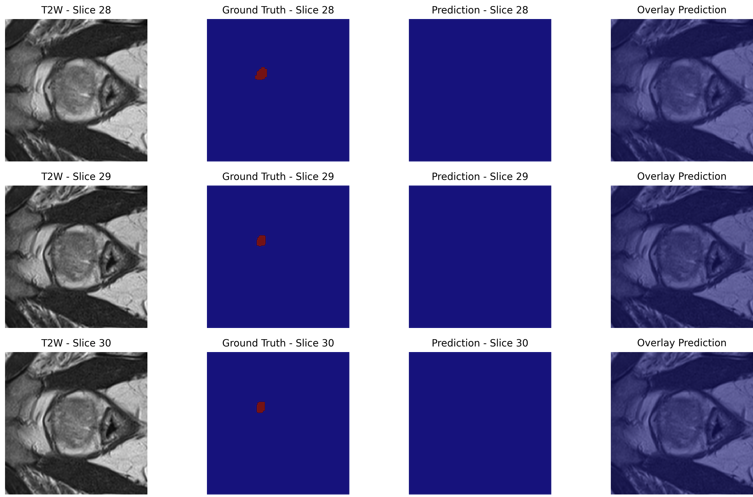 T2W - Slice 28
Ground Truth - Slice 28
Prediction - Slice 28
Overlay Prediction
T2W - Slice 29
Ground Truth - Slice 29
Prediction - Slice 29
Overlay Prediction
T2W - Slice 30
Ground Truth - Slice 30
Prediction - Slice 30
Overlay Prediction